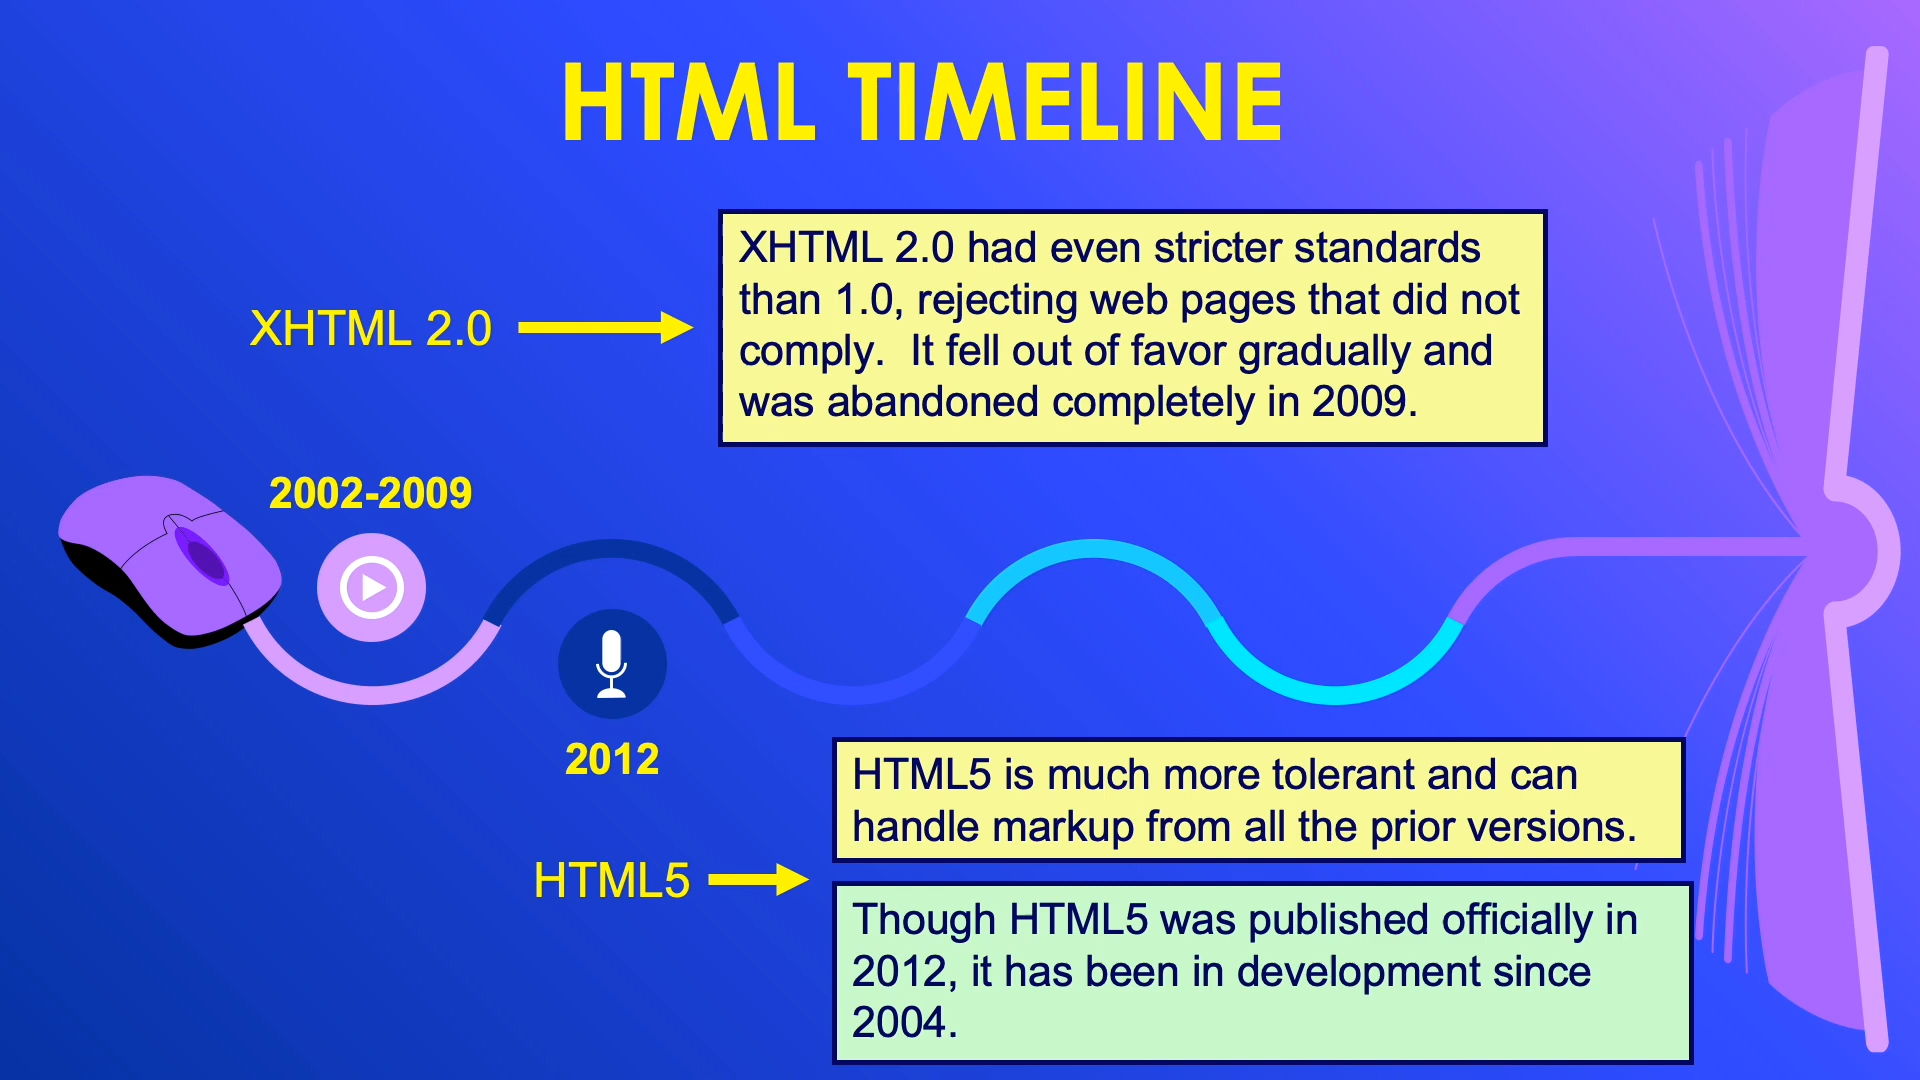 HTML TIMELINE
XHTML 2.0 had even stricter standards
than 1.0, rejecting web pages that did not
comply.  It fell out of favor gradually and
was abandoned completely in 2009.
XHTML 2.0
2002-2009
2012
HTML5 is much more tolerant and can
handle markup from all the prior versions.
HTML5
Though HTML5 was published officially in
2012, it has been in development since
2004.